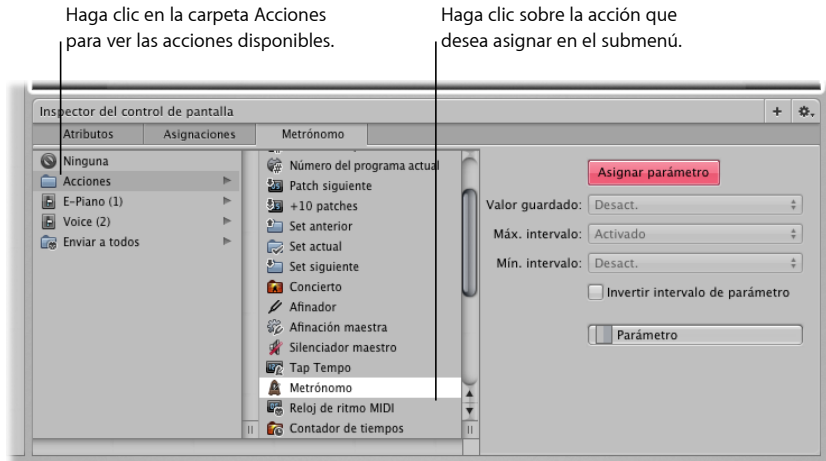 Haga clic en la carpeta Acciones
para ver las acciones disponibles.
Haga clic sobre la acción que
desea asignar en el submenú.
Inspector del control de pantalla
Atributos
Asignaciones
Metrónomo
Ninguna
Acciones
E-Piano (1)
Voice (2)
Enviar a todos
Número del programa actual
Patch siguiente
+10 patches
Set anterior
Set actual
Set siguiente
Concierto
Afinador
Afinación maestra
Silenciador maestro
Tap Tempo
Metrónomo
Reloj de ritmo MIDI
Contador de tiempos
Asignar parámetro
Valor guardado: Desact.
Máx. intervalo: Activado
Mín. intervalo: Desact.
Invertir intervalo de parámetro
Parámetro